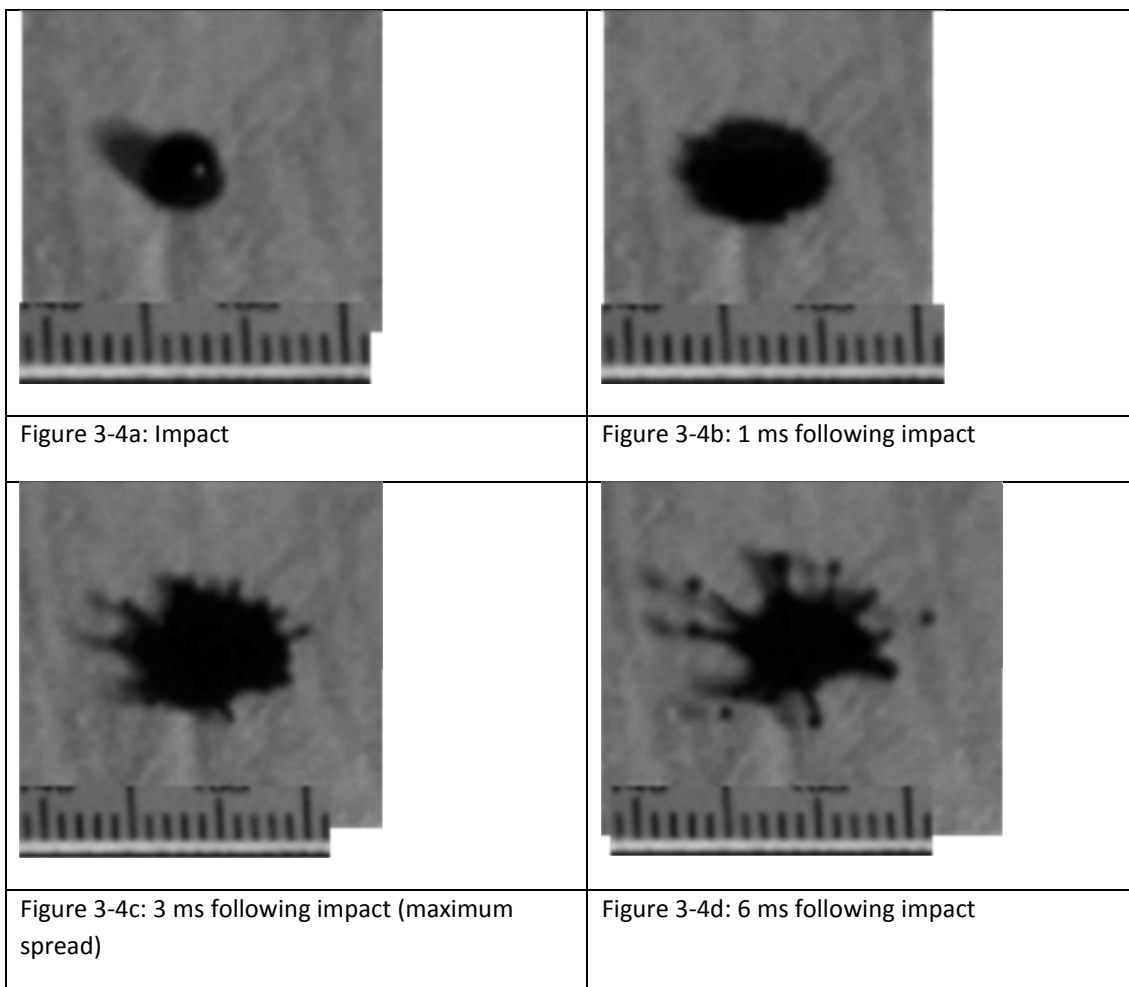 Figure 3-4a: Impact
Figure 3-4b: 1 ms following impact
Figure 3-4c: 3 ms following impact (maximum
spread)
Figure 3-4d: 6 ms following impact